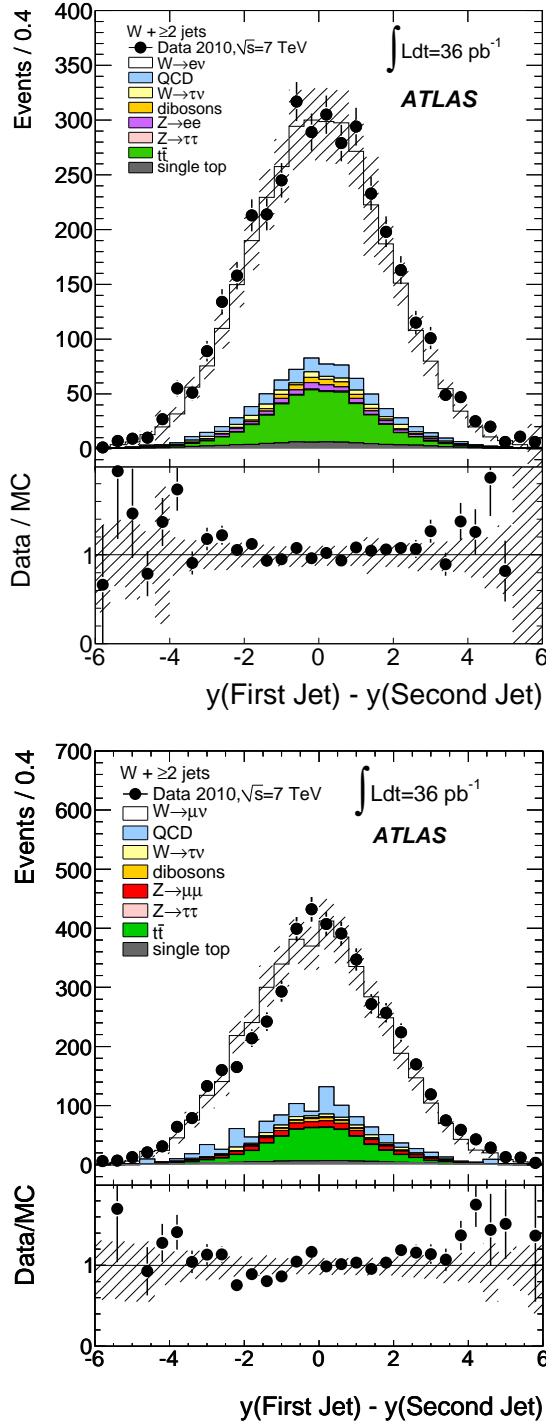 400
W + ≥2 jets
Data 2010,√s=7 TeV
∫Ldt=36 pb⁻¹
350
W→eν
QCD
W→τν
ATLAS
dibosons
300
Z→ee
Z→ττ
tt̄
single top
250
200
150
100
50
0
Events / 0.4
Data / MC
1
0
-6 -4 -2 0 2 4 6
y(First Jet) - y(Second Jet)
700
W + ≥2 jets
Data 2010,√s=7 TeV
∫Ldt=36 pb⁻¹
600
W→μν
QCD
W→τν
ATLAS
dibosons
500
Z→μμ
Z→ττ
tt̄
single top
400
300
200
100
0
Events / 0.4
Data/MC
1
0
-6 -4 -2 0 2 4 6
y(First Jet) - y(Second Jet)